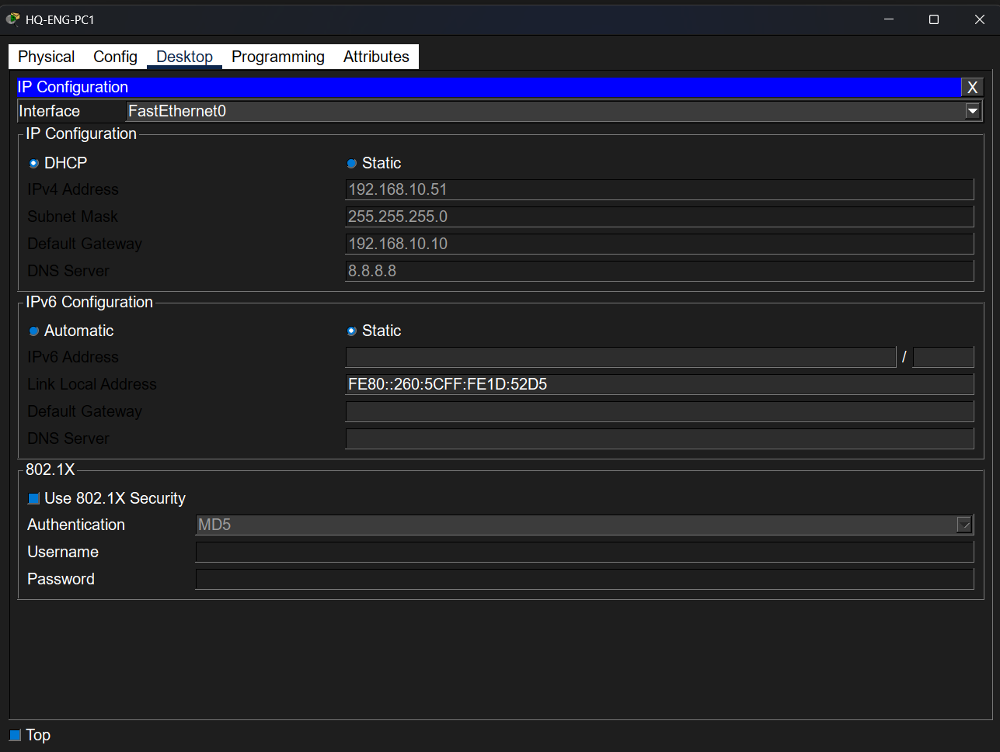 HQ-ENG-PC1
Physical Config Desktop Programming Attributes
IP Configuration X
Interface FastEthernet0
IP Configuration
DHCP Static
IPv4 Address 192.168.10.51
Subnet Mask 255.255.255.0
Default Gateway 192.168.10.10
DNS Server 8.8.8.8
IPv6 Configuration
Automatic Static
IPv6 Address /
Link Local Address FE80::260:5CFF:FE1D:52D5
Default Gateway
DNS Server
802.1X
Use 802.1X Security
Authentication MD5
Username
Password
Top